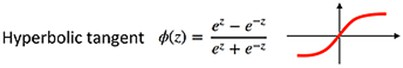 Hyperbolic tangent ϕ(z) = (e^z − e^−z) / (e^z + e^−z)